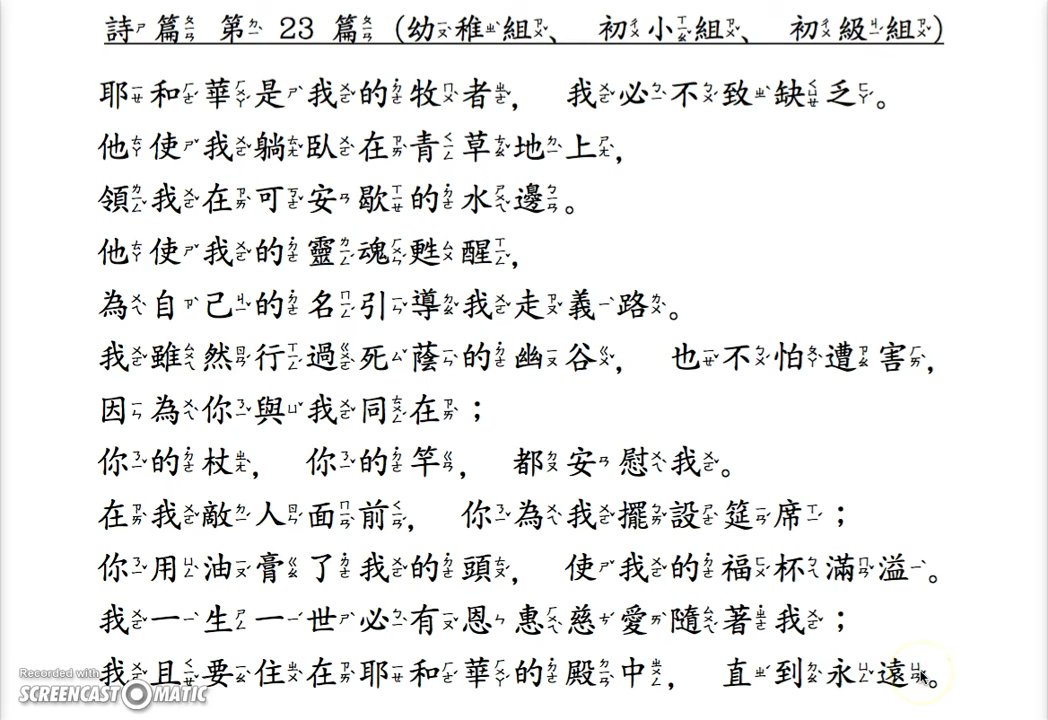 詩篇 第 23 篇 (幼稚組、 初小組、 初級組)
耶和華是我的牧者， 我必不致缺乏。
他使我躺臥在青草地上，
領我在可安歇的水邊。
他使我的靈魂甦醒，
為自己的名引導我走義路。
我雖然行過死蔭的幽谷， 也不怕遭害，
因為你與我同在；
你的杖， 你的竿， 都安慰我。
在我敵人面前， 你為我擺設筵席；
你用油膏了我的頭， 使我的福杯滿溢。
我一生一世必有恩惠慈愛隨著我；
我且要住在耶和華的殿中， 直到永遠。
Recorded with
SCREENCAST-O-MATIC